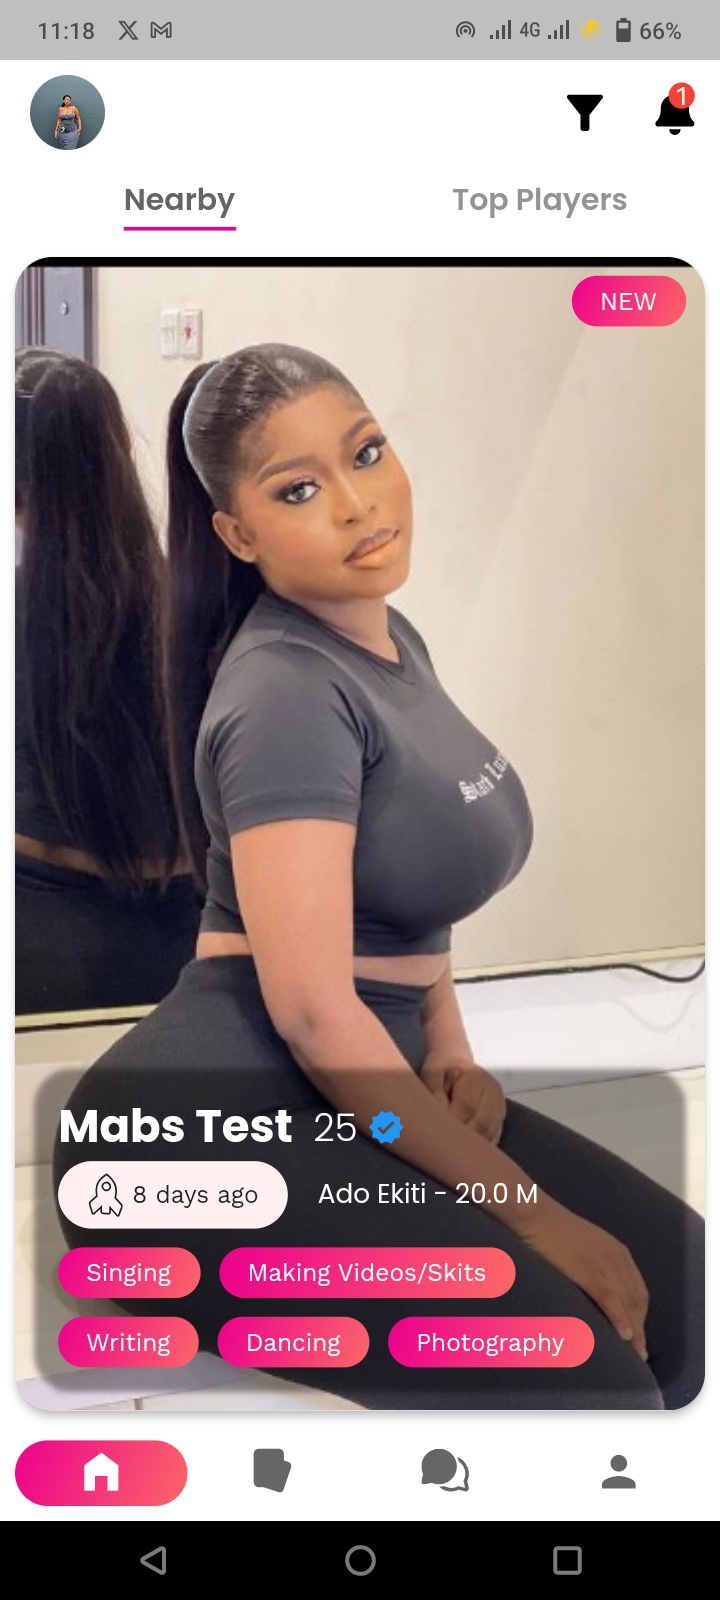 11:18 4G 66%
1
Nearby Top Players
NEW
Stark
Mabs Test 25
8 days ago Ado Ekiti - 20.0 M
Singing Making Videos/Skits
Writing Dancing Photography